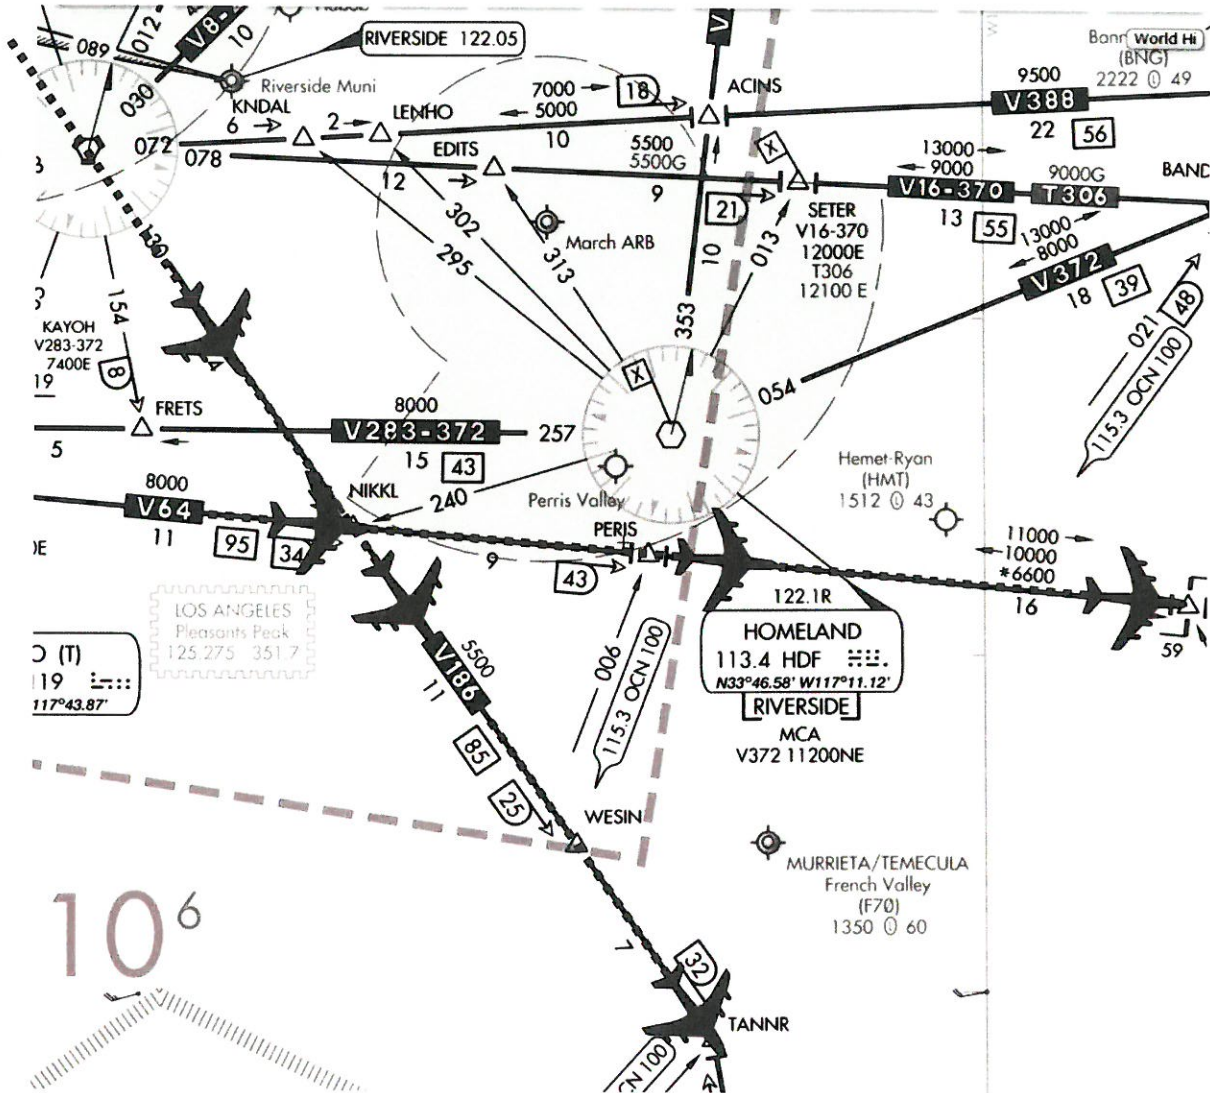 V8-
10
012
089
030
RIVERSIDE 122.05
Riverside Muni
KNDAL
6
2
LENHO
7000
5000
18
10
ACINS
9500
V388
22
56
World Hi
(BNG)
2222 49
072
078
EDITS
12
5500
5500G
9
21
X
13000
9000
V16-370
13
55
9000G
T306
BAND
SETER
V16-370
12000E
T306
12100 E
March ARB
302
295
313
10
353
013
13000
8000
V372
18
39
021
48
115.3 OCN 100
130
154
KAYOH
V283-372
7400E
19
8
FRETS
5
8000
V283-372
15
43
257
054
X
Hemet-Ryan
(HMT)
1512 43
8000
V64
11
95
34
NIKKL
240
Perris Valley
PERIS
9
43
11000
10000
*6600
16
59
LOS ANGELES
Pleasants Peak
125.275 351.7
(T)
119
117°43.87'
5500
V186
11
85
25
WESIN
006
115.3 OCN 100
122.1R
HOMELAND
113.4 HDF
N33°46.58' W117°11.12'
RIVERSIDE
MCA
V372 11200NE
MURRIETA/TEMECULA
French Valley
(F70)
1350 60
10 6
7
32
TANNR
CN 100